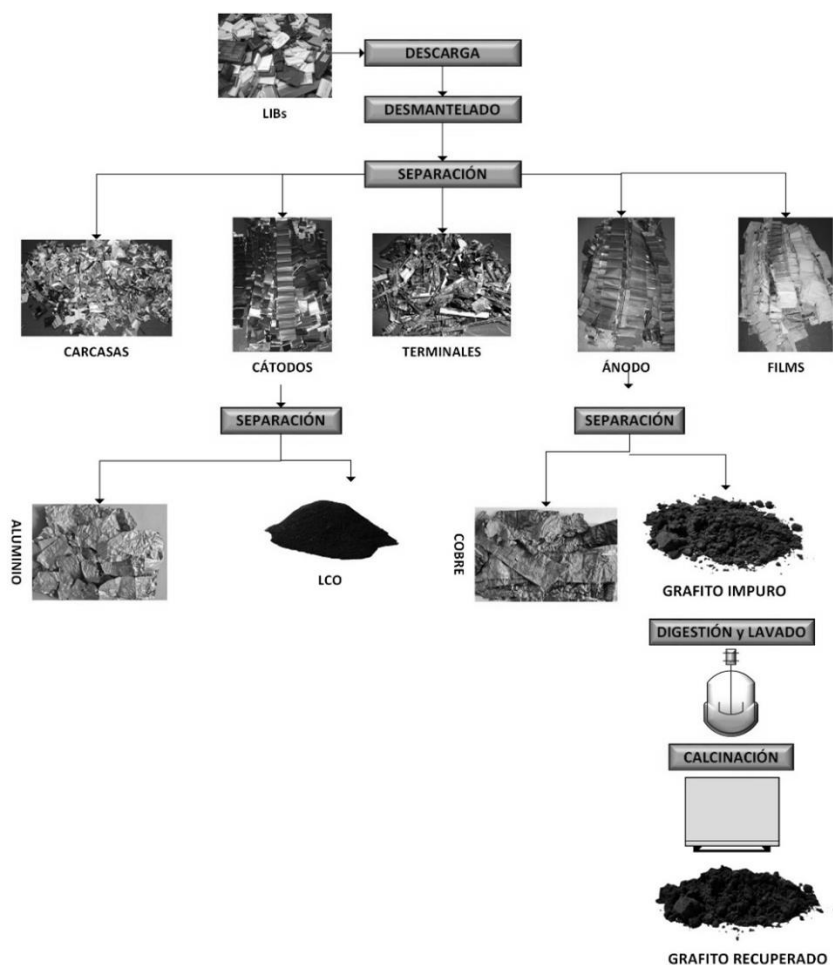 DESCARGA
LIBs
DESMANTELADO
SEPARACIÓN
CARCASAS
CÁTODOS
TERMINALES
ÁNODO
FILMS
SEPARACIÓN
SEPARACIÓN
ALUMINIO
LCO
COBRE
GRAFITO IMPURO
DIGESTIÓN y LAVADO
CALCINACIÓN
GRAFITO RECUPERADO